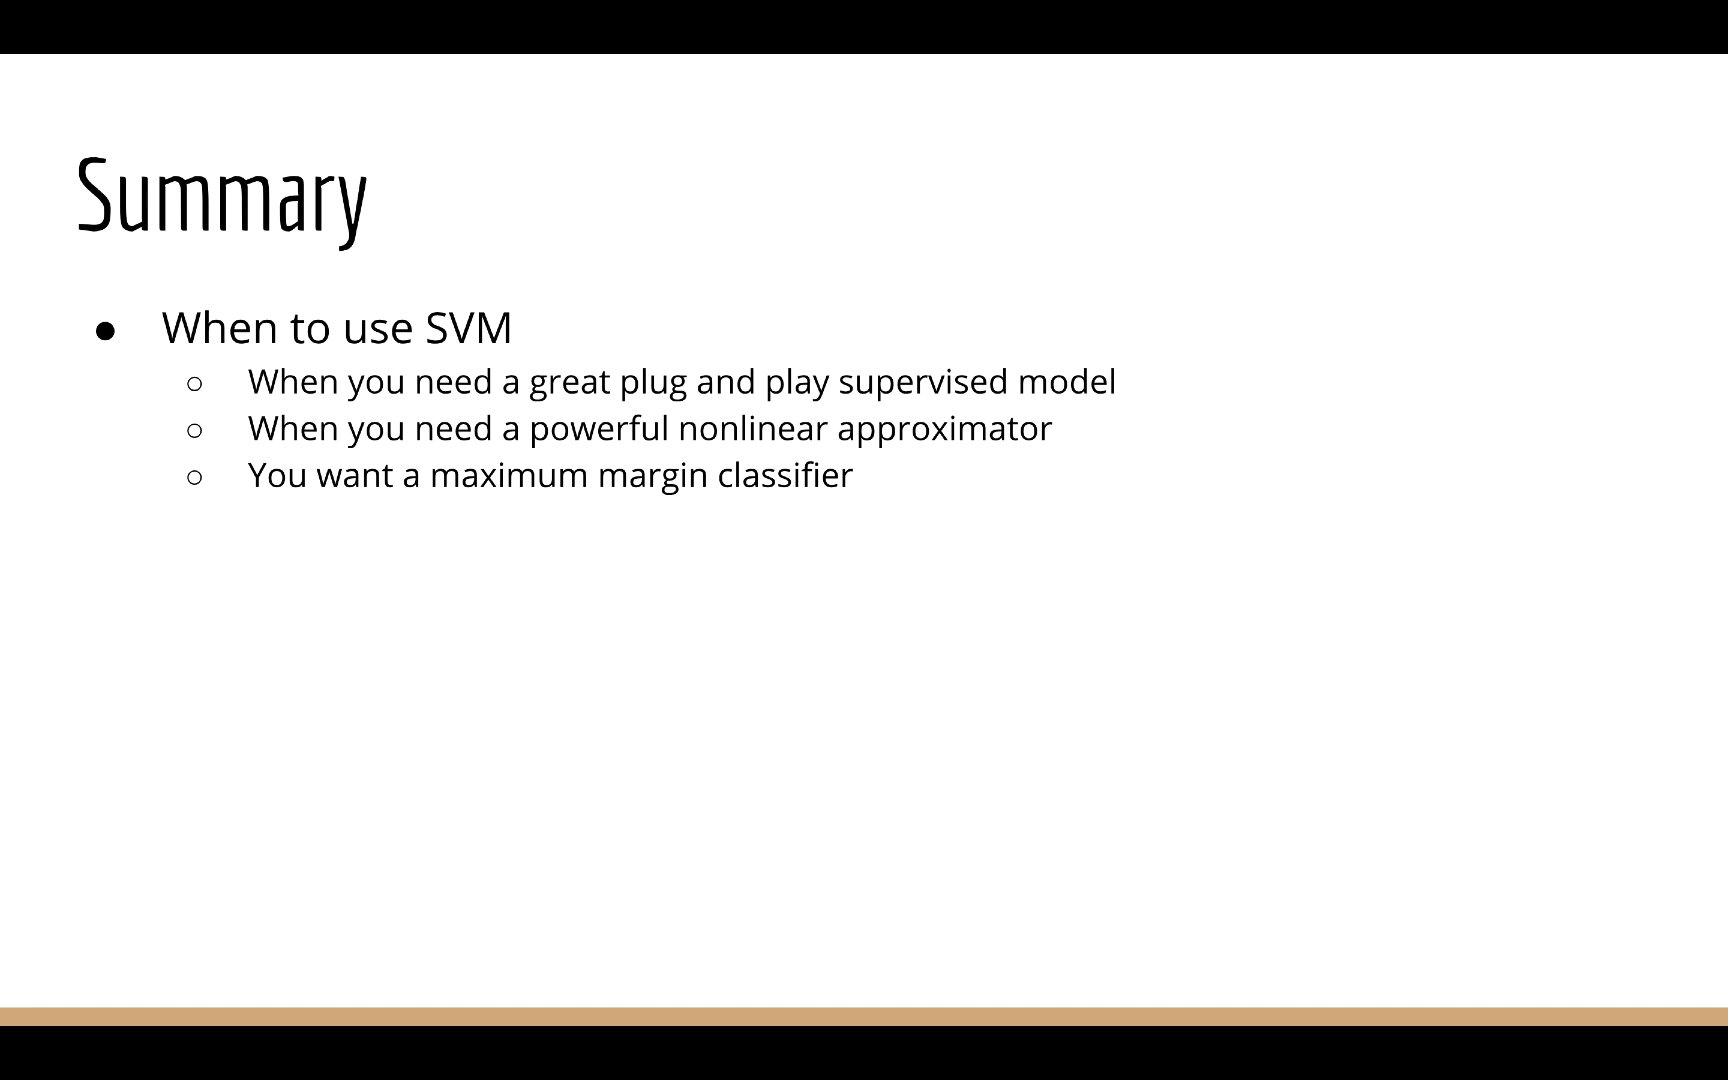 Summary
● When to use SVM
○ When you need a great plug and play supervised model
○ When you need a powerful nonlinear approximator
○ You want a maximum margin classifier